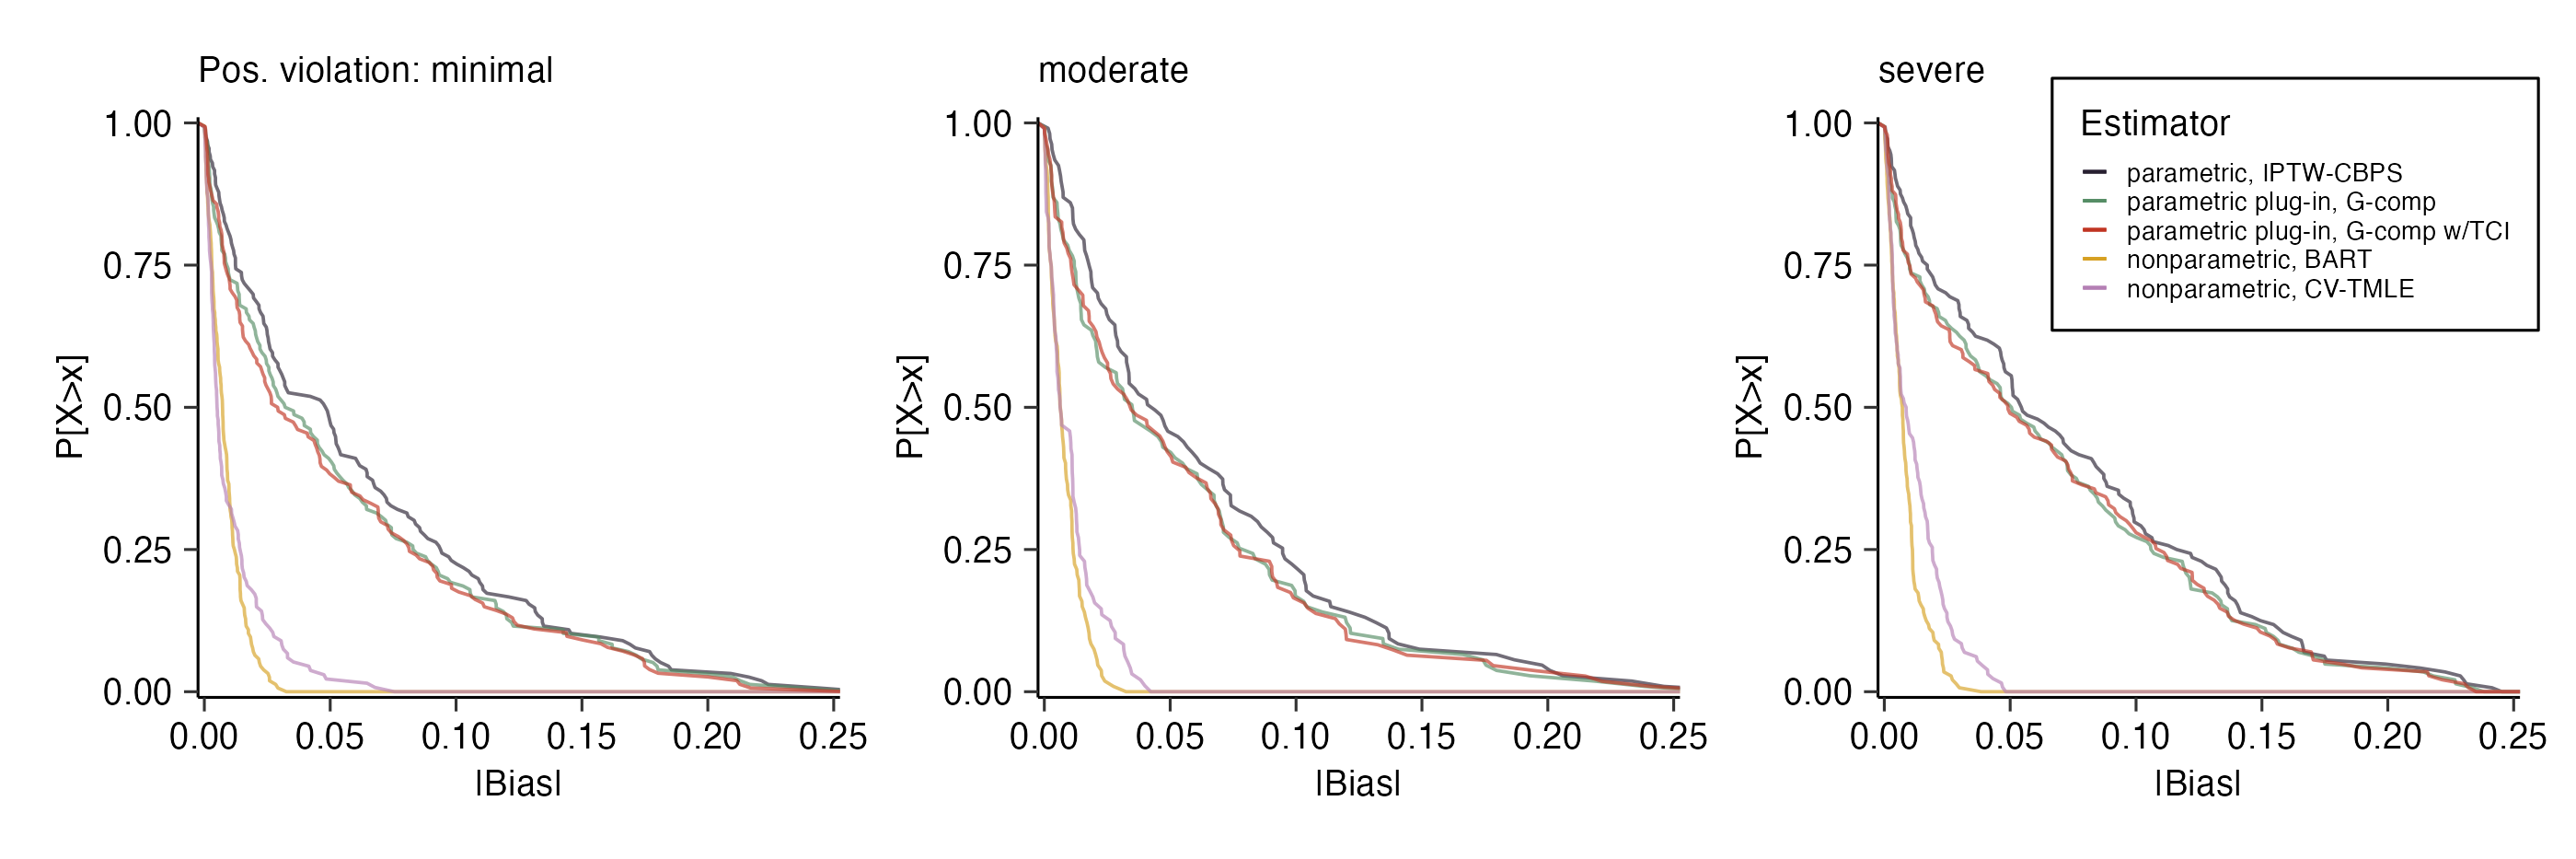 Pos. violation: minimal
1.00
0.75
0.50
0.25
0.00
P[X>x]
0.00 0.05 0.10 0.15 0.20 0.25
|Bias|
moderate
1.00
0.75
0.50
0.25
0.00
P[X>x]
0.00 0.05 0.10 0.15 0.20 0.25
|Bias|
severe
1.00
0.75
0.50
0.25
0.00
P[X>x]
0.00 0.05 0.10 0.15 0.20 0.25
|Bias|
Estimator
parametric, IPTW-CBPS
parametric plug-in, G-comp
parametric plug-in, G-comp w/TCI
nonparametric, BART
nonparametric, CV-TMLE